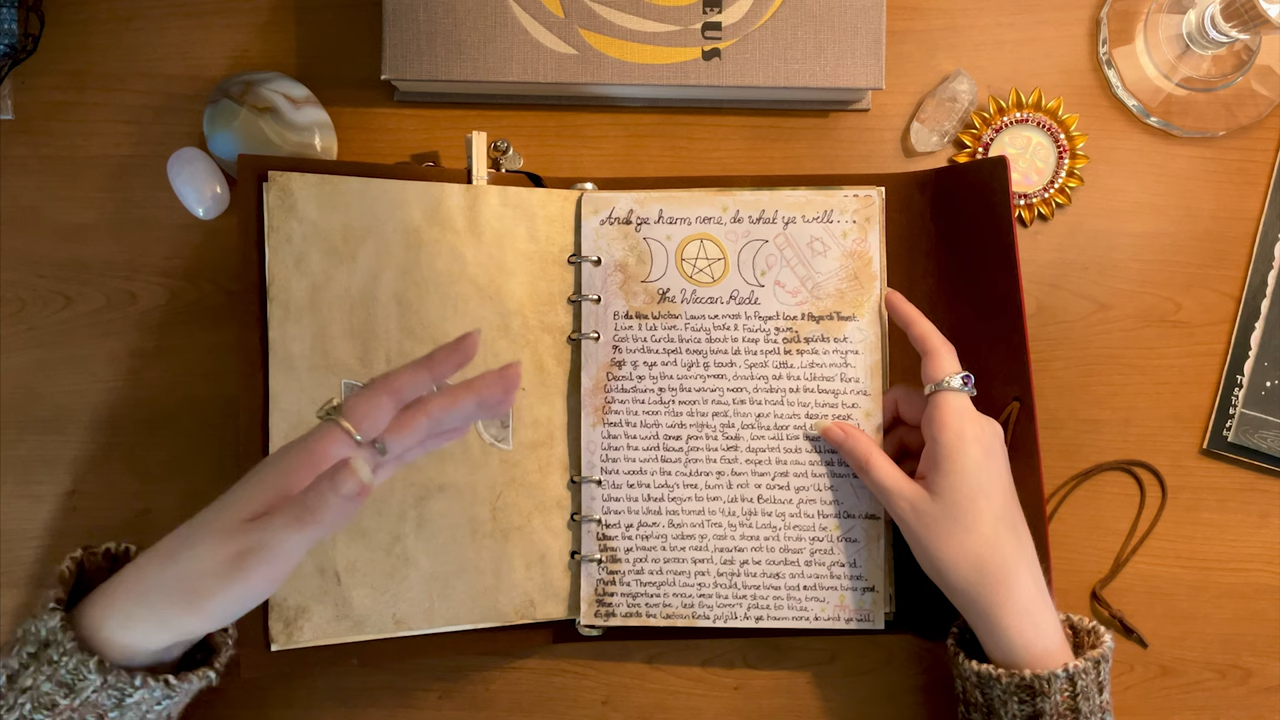 EUS
And ye harm none, do what ye will...
The Wiccan Rede
Bide the Wiccan Laws we must In Perfect Love & Perfect Trust.
Live & let live. Fairly take & Fairly give.
Cast the Circle thrice about to keep the evil spirits out.
To bind the spell every time let the spell be spake in rhyme.
Soft of eye and light of touch, Speak little, Listen much.
Deosil go by the waxing moon, chanting out the Witches' Rune.
Widdershins go by the waning moon, chanting out the baneful rune.
When the Lady's moon is new, kiss the hand to her, times two.
When the moon rides at her peak, then your hearts desire seek.
Heed the North winds mighty gale, lock the door and
When the wind comes from the South, love will kiss thee
When the wind blows from the West, departed souls will have
When the wind blows from the East, expect the new and set the
Nine woods in the cauldron go, burn them fast and burn them
Elder be the Lady's tree, burn it not or cursed you'll be.
When the Wheel begins to turn, let the Beltane fires burn.
When the Wheel has turned to Yule, light the log and the Horned One rules.
Heed ye flower, Bush and Tree, by the Lady, blessed be.
Where the rippling waters go, cast a stone and truth you'll know.
When ye have a true need, hearken not to others' greed.
With a fool no season spend, lest ye be counted as his friend.
Merry meet and merry part, bright the cheeks and warm the heart.
Mind the Threefold Law you should, three times bad and three times good.
When misfortune is enow, wear the blue star on thy brow.
True in love ever be, lest thy lover's false to thee.
Eight words the Wiccan Rede fulfill: An ye harm none, do what ye will.